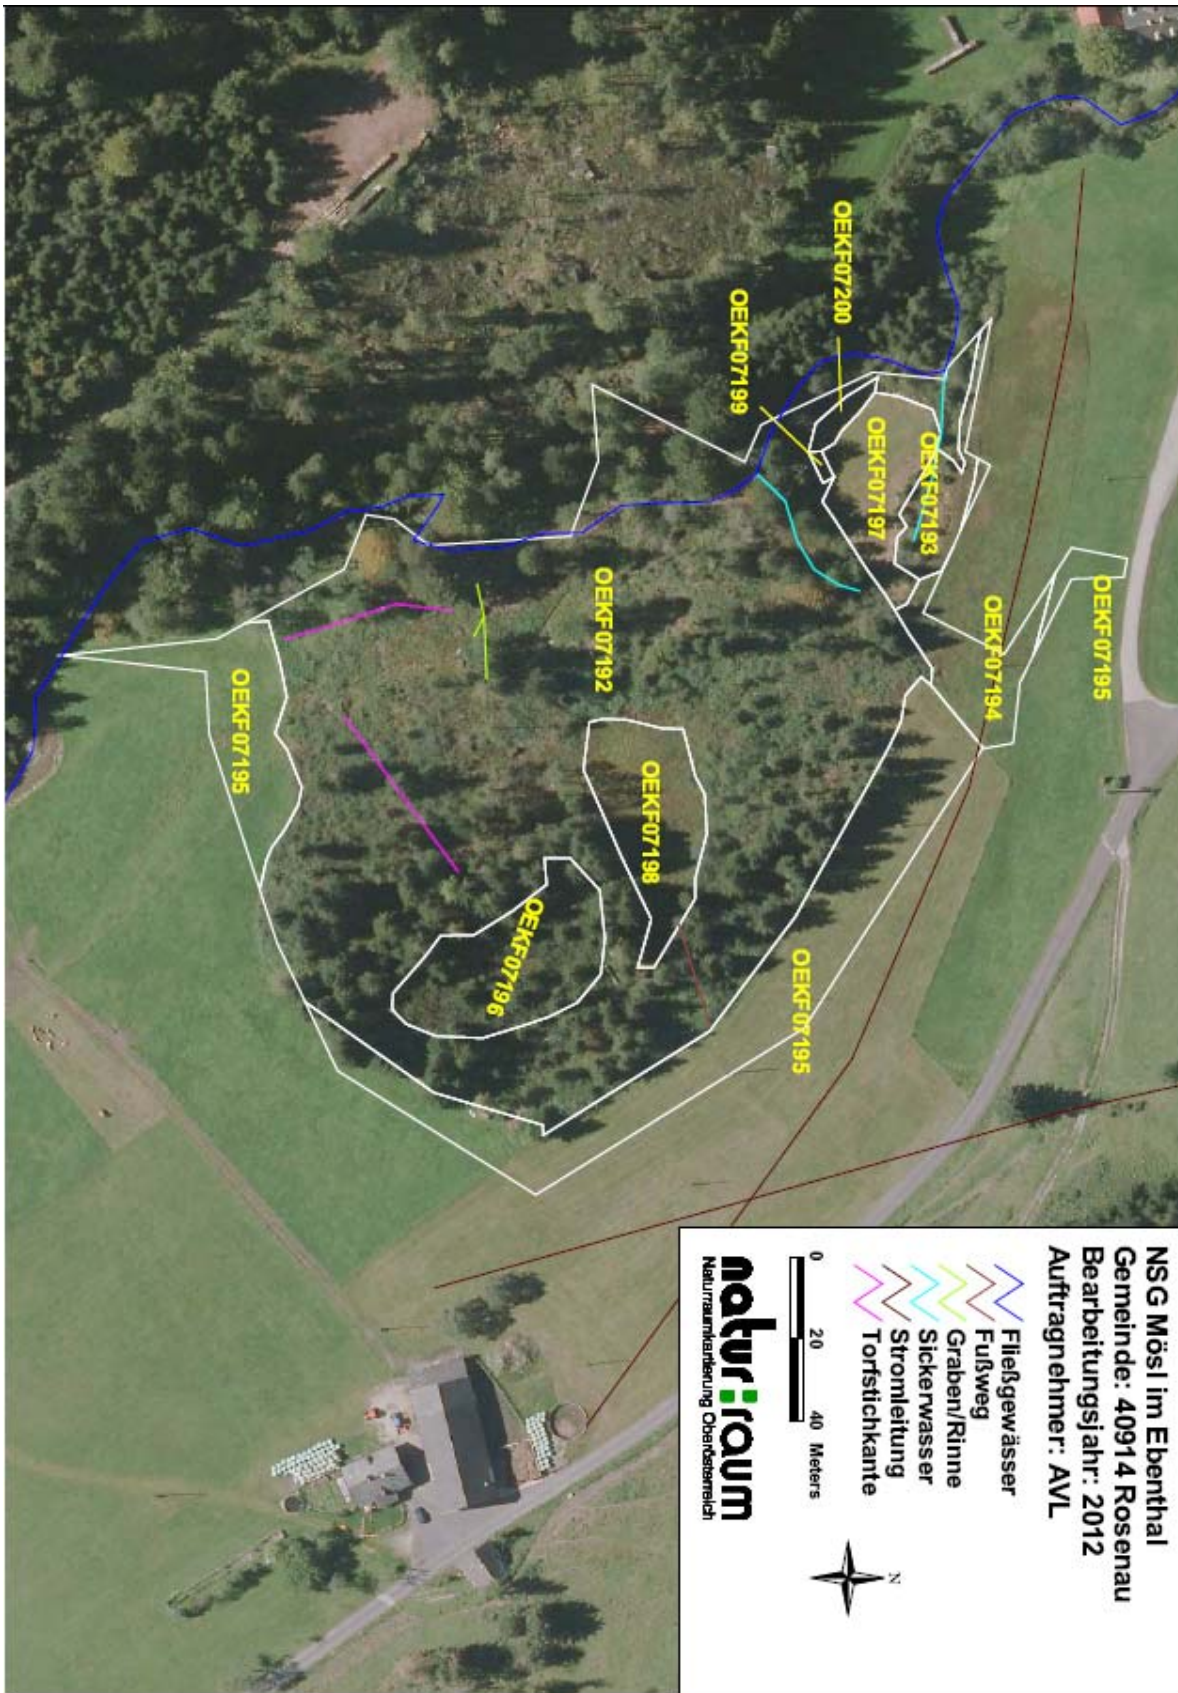 NSG Mösl im Ebenthal
Gemeinde: 40914 Rosenau
Bearbeitungsjahr: 2012
Auftragnehmer: AVL
Fließgewässer
Fußweg
Graben/Rinne
Sickerwasser
Stromleitung
Torfstichkante
0 20 40 Meters
N
natur:raum
Naturraumkartierung Oberösterreich
OEKF07195
OEKF07194
OEKF07193
OEKF07197
OEKF07200
OEKF07199
OEKF07195
OEKF07198
OEKF07192
OEKF07196
OEKF07195